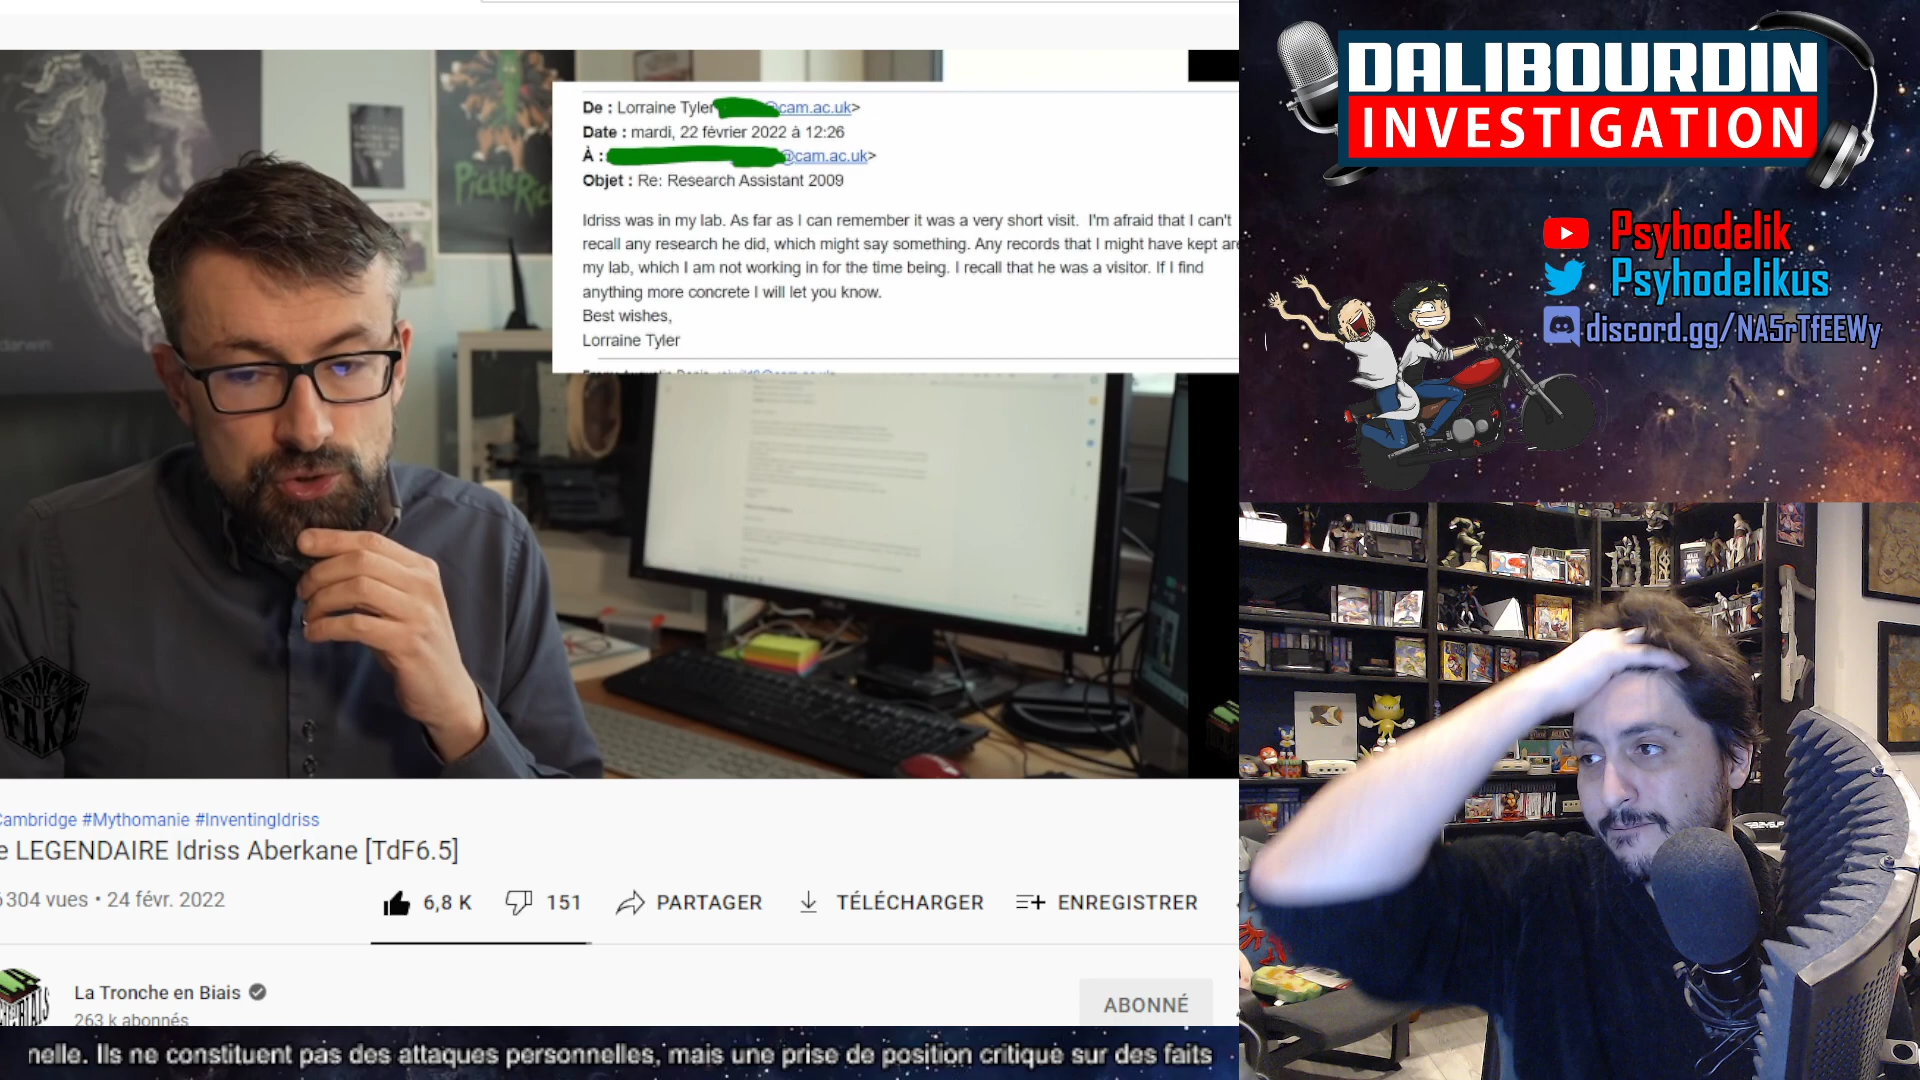 De : Lorraine Tyler @cam.ac.uk>
Date : mardi, 22 février 2022 à 12:26
À : @cam.ac.uk>
Objet : Re: Research Assistant 2009
Idriss was in my lab. As far as I can remember it was a very short visit. I'm afraid that I can't
recall any research he did, which might say something. Any records that I might have kept are
my lab, which I am not working in for the time being. I recall that he was a visitor. If I find
anything more concrete I will let you know.
Best wishes,
Lorraine Tyler
darwin
Pickle Rick
FAKE
Cambridge #Mythomanie #InventingIdriss
e LEGENDAIRE Idriss Aberkane [TdF6.5]
304 vues • 24 févr. 2022
6,8 K
151
PARTAGER
TÉLÉCHARGER
ENREGISTRER
La Tronche en Biais
263 k abonnés
ABONNÉ
nelle. Ils ne constituent pas des attaques personnelles, mais une prise de position critique sur des faits
DALIBOURDIN
INVESTIGATION
Psyhodelik
Psyhodelikus
discord.gg/NA5rTfEEWy